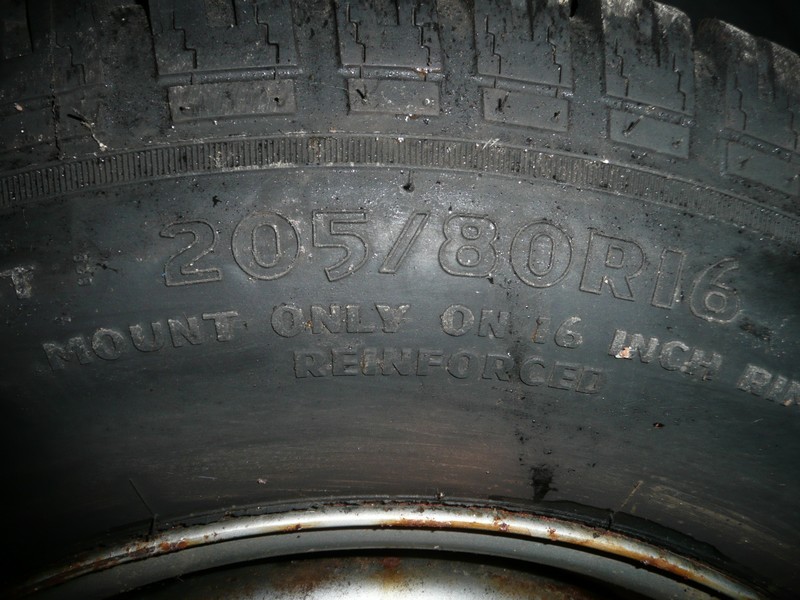 205/80R16
MOUNT ONLY ON 16 INCH
REINFORCED